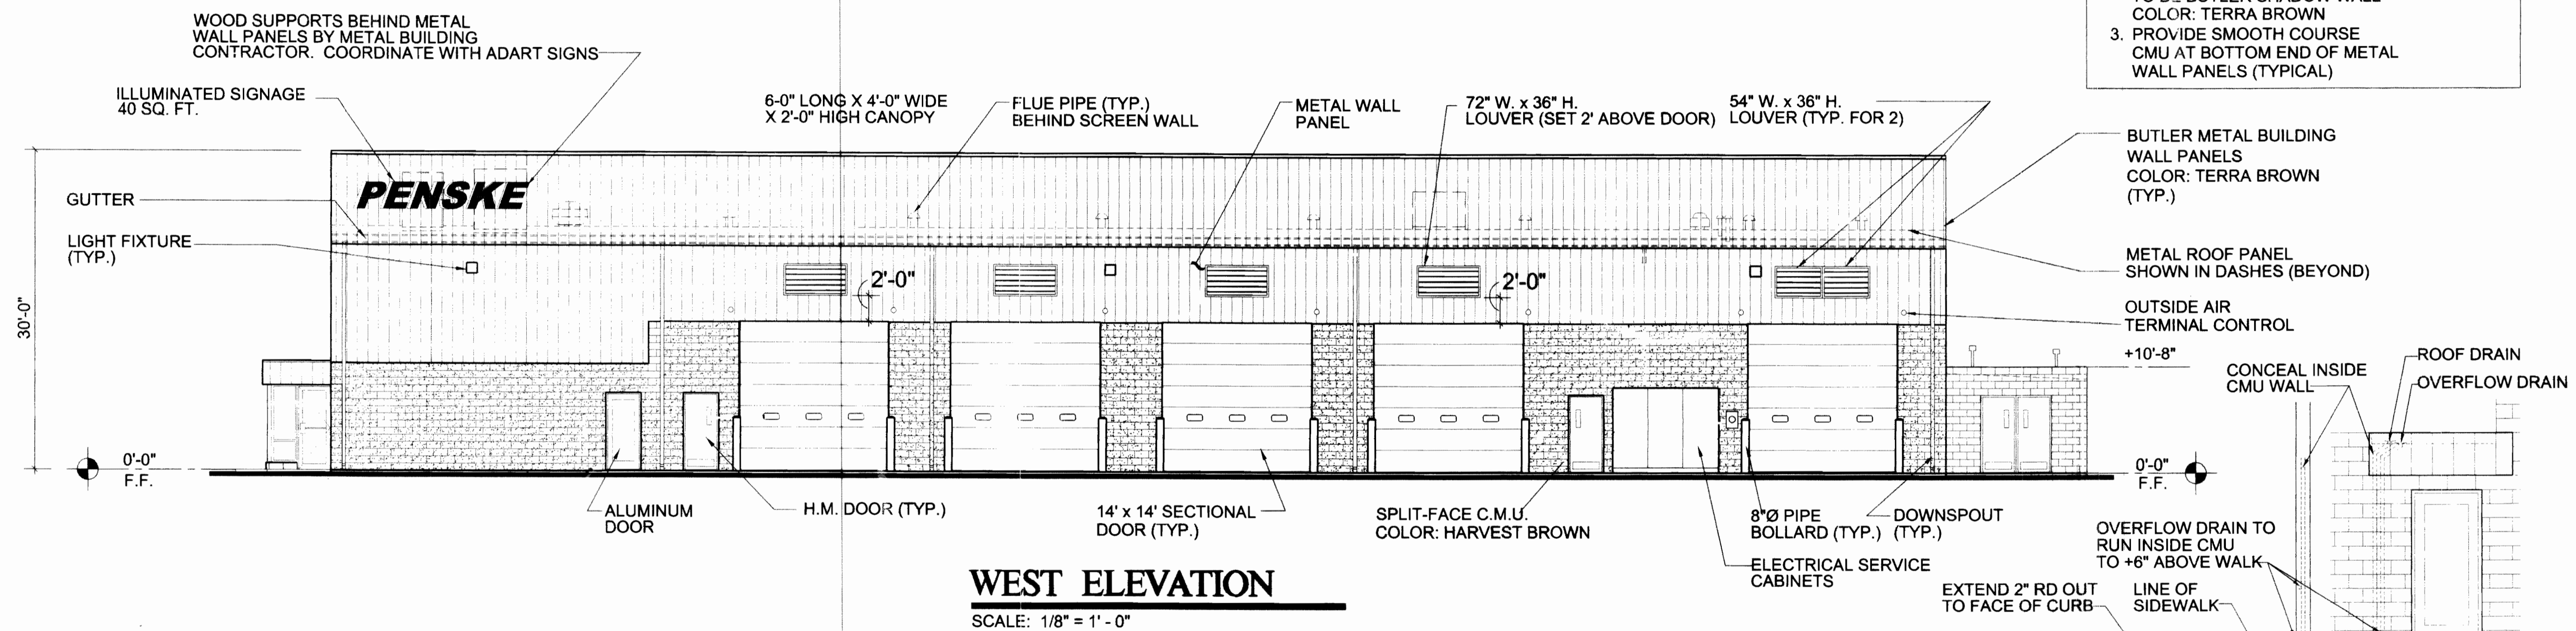 WOOD SUPPORTS BEHIND METAL
WALL PANELS BY METAL BUILDING
CONTRACTOR. COORDINATE WITH ADART SIGNS
ILLUMINATED SIGNAGE
40 SQ. FT.
6-0" LONG X 4'-0" WIDE
X 2'-0" HIGH CANOPY
FLUE PIPE (TYP.)
BEHIND SCREEN WALL
METAL WALL
PANEL
72" W. x 36" H.
LOUVER (SET 2' ABOVE DOOR)
54" W. x 36" H.
LOUVER (TYP. FOR 2)
COLOR: TERRA BROWN
3. PROVIDE SMOOTH COURSE
CMU AT BOTTOM END OF METAL
WALL PANELS (TYPICAL)
BUTLER METAL BUILDING
WALL PANELS
COLOR: TERRA BROWN
(TYP.)
GUTTER
PENSKE
LIGHT FIXTURE
(TYP.)
METAL ROOF PANEL
SHOWN IN DASHES (BEYOND)
2'-0"
2'-0"
30'-0"
OUTSIDE AIR
TERMINAL CONTROL
+10'-8"
CONCEAL INSIDE
CMU WALL
ROOF DRAIN
OVERFLOW DRAIN
0'-0"
F.F.
0'-0"
F.F.
ALUMINUM
DOOR
H.M. DOOR (TYP.)
14' x 14' SECTIONAL
DOOR (TYP.)
SPLIT-FACE C.M.U.
COLOR: HARVEST BROWN
8"Ø PIPE
BOLLARD (TYP.)
DOWNSPOUT
(TYP.)
ELECTRICAL SERVICE
CABINETS
OVERFLOW DRAIN TO
RUN INSIDE CMU
TO +6" ABOVE WALK
EXTEND 2" RD OUT
TO FACE OF CURB
LINE OF
SIDEWALK
WEST ELEVATION
SCALE: 1/8" = 1' - 0"